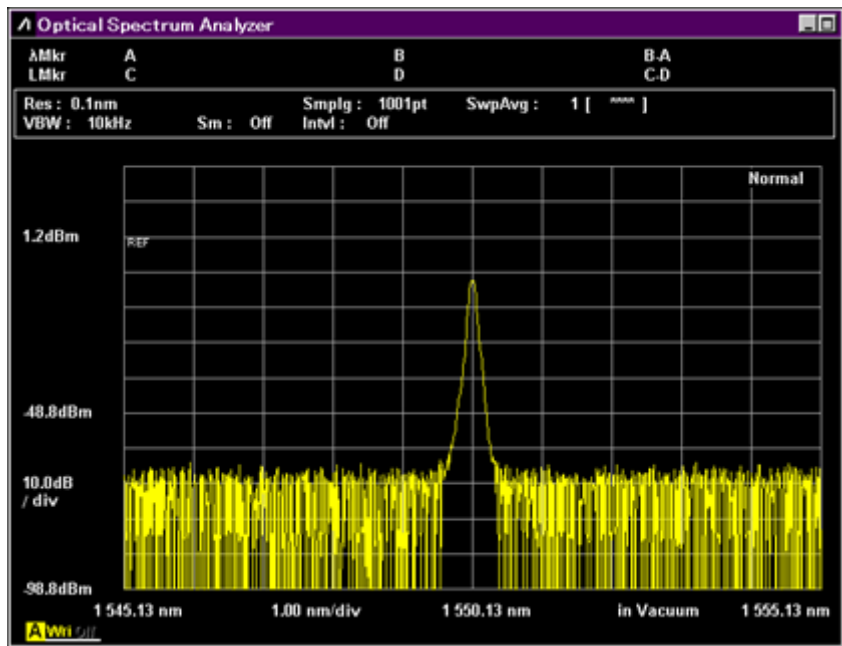 Optical Spectrum Analyzer
λMkr A B B-A
LMkr C D C-D
Res : 0.1nm Smplg : 1001pt SwpAvg : 1 [ ^^^^ ]
VBW : 10kHz Sm : Off Intvl : Off
Normal
1.2dBm
REF
-48.8dBm
10.0dB
/ div
-98.8dBm
1 545.13 nm 1.00 nm/div 1 550.13 nm in Vacuum 1 555.13 nm
A Wri Off